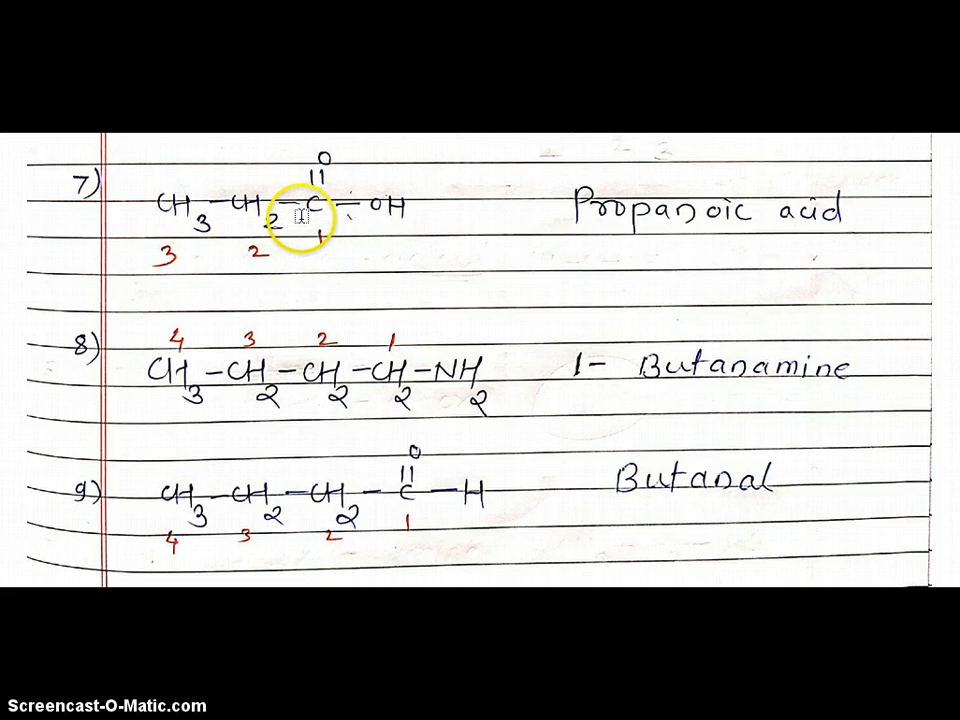 O
||
7) CH3 - CH2 - C - OH Propanoic acid
3 2 1
4 3 2 1
8) CH3 - CH2 - CH2 - CH2 - NH2 1- Butanamine
O
||
9) CH3 - CH2 - CH2 - C - H Butanal
4 3 2 1
Screencast-O-Matic.com